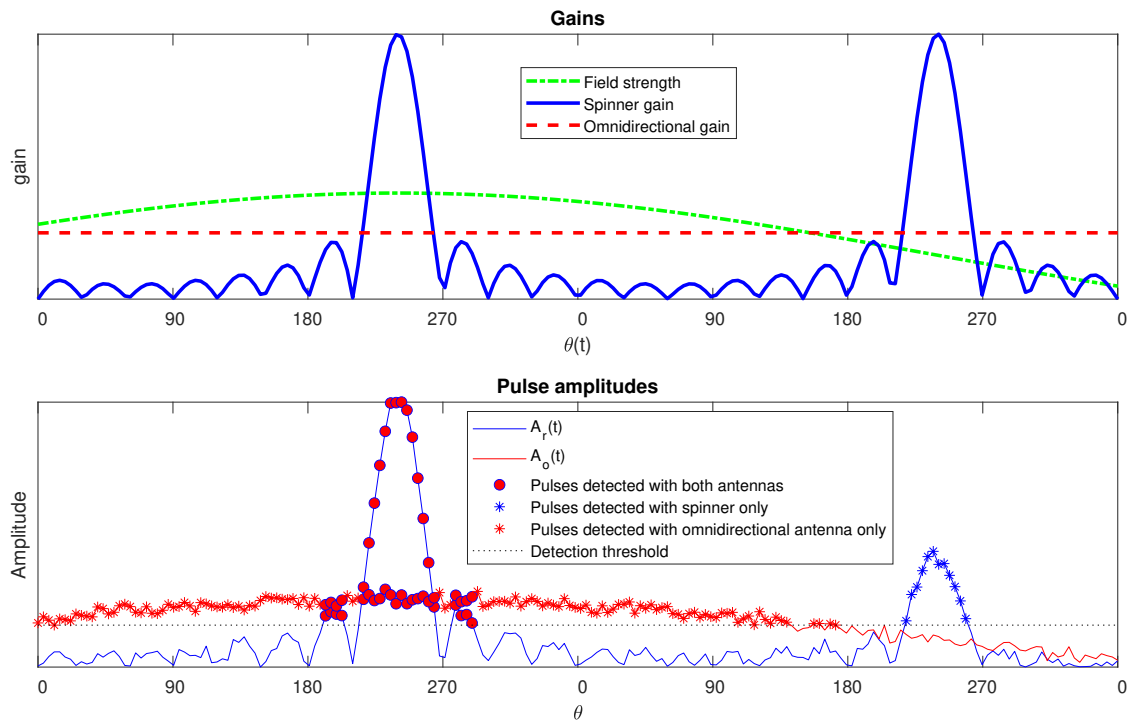 Gains
gain
Field strength
Spinner gain
Omnidirectional gain
0 90 180 270 0 90 180 270 0
θ(t)
Pulse amplitudes
Amplitude
A_r(t)
A_o(t)
Pulses detected with both antennas
Pulses detected with spinner only
Pulses detected with omnidirectional antenna only
Detection threshold
0 90 180 270 0 90 180 270 0
θ